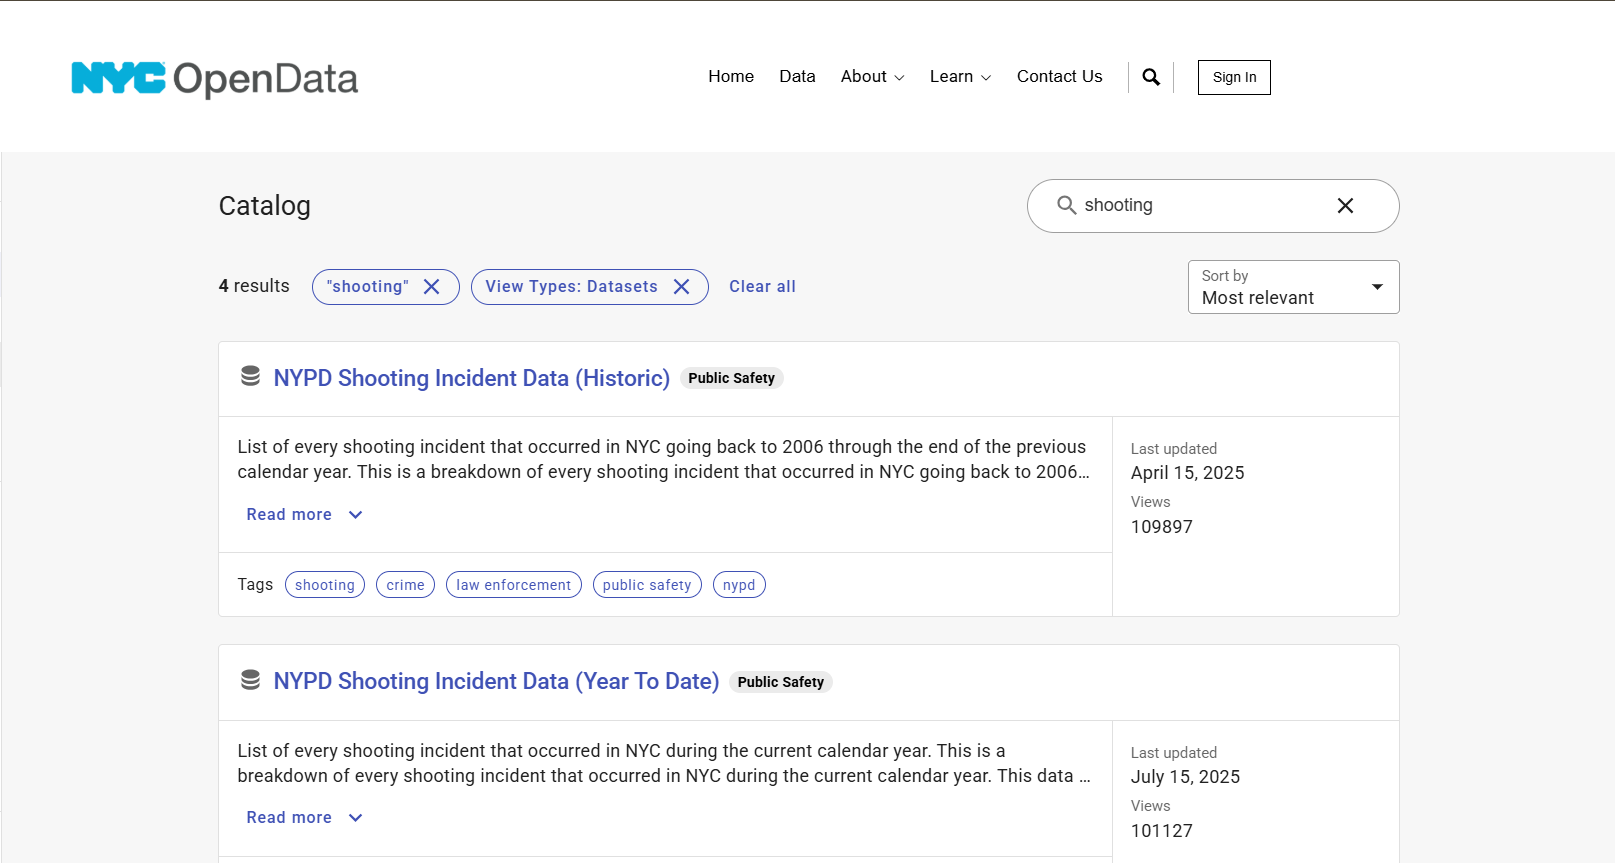 NYC OpenData
Home Data About Learn Contact Us Sign In
Catalog
shooting
4 results "shooting" View Types: Datasets Clear all
Sort by
Most relevant
NYPD Shooting Incident Data (Historic) Public Safety
List of every shooting incident that occurred in NYC going back to 2006 through the end of the previous
calendar year. This is a breakdown of every shooting incident that occurred in NYC going back to 2006...
Read more
Last updated
April 15, 2025
Views
109897
Tags shooting crime law enforcement public safety nypd
NYPD Shooting Incident Data (Year To Date) Public Safety
List of every shooting incident that occurred in NYC during the current calendar year. This is a
breakdown of every shooting incident that occurred in NYC during the current calendar year. This data ...
Read more
Last updated
July 15, 2025
Views
101127